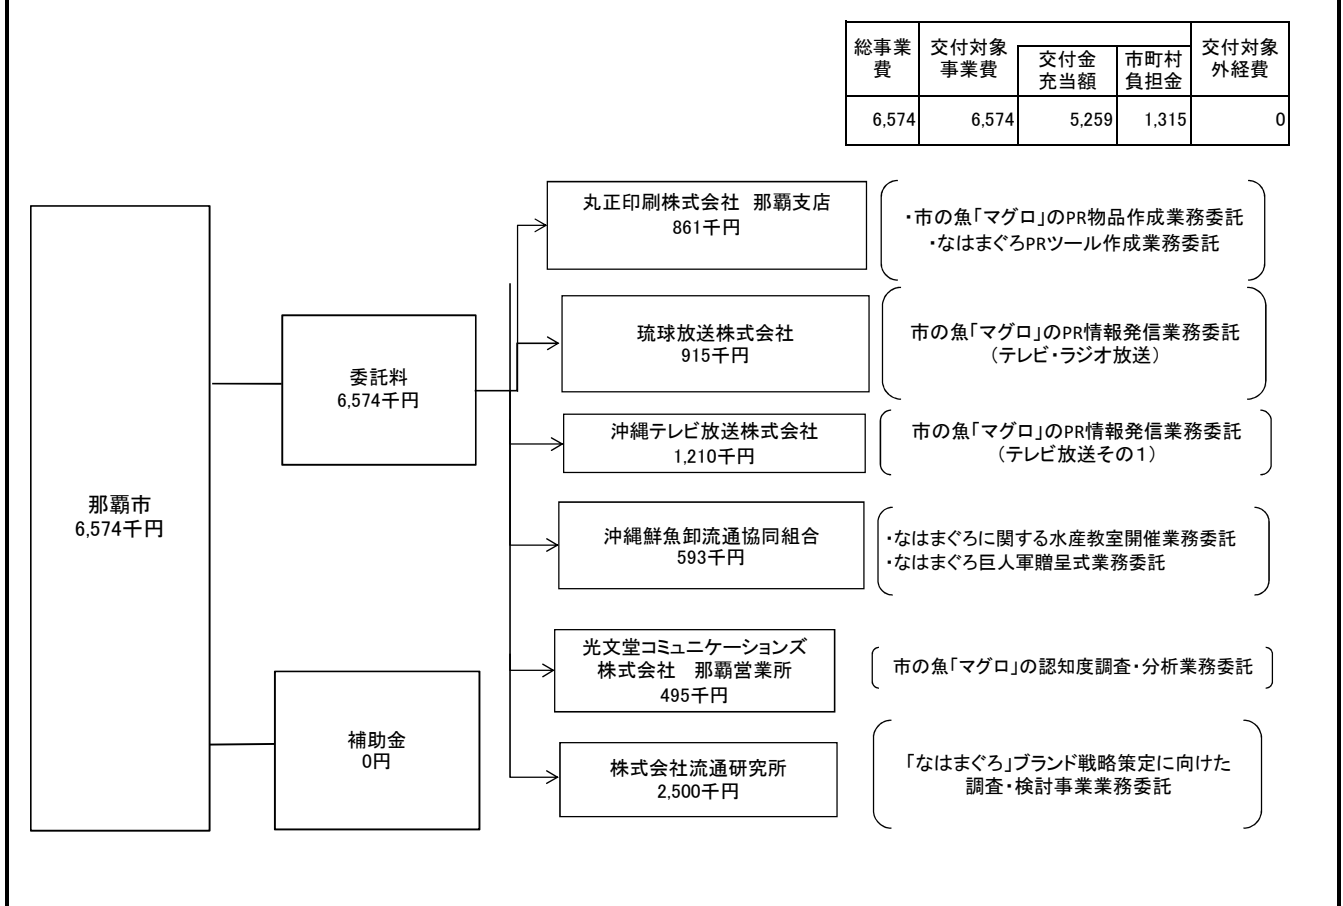 総事業
費
交付対象
事業費
交付金
充当額
市町村
負担金
交付対象
外経費
6,574
6,574
5,259
1,315
0
那覇市
6,574千円
委託料
6,574千円
補助金
0円
丸正印刷株式会社　那覇支店
861千円
・市の魚「マグロ」のPR物品作成業務委託
・なはまぐろPRツール作成業務委託
琉球放送株式会社
915千円
市の魚「マグロ」のPR情報発信業務委託
（テレビ・ラジオ放送）
沖縄テレビ放送株式会社
1,210千円
市の魚「マグロ」のPR情報発信業務委託
（テレビ放送その１）
沖縄鮮魚卸流通協同組合
593千円
・なはまぐろに関する水産教室開催業務委託
・なはまぐろ巨人軍贈呈式業務委託
光文堂コミュニケーションズ
株式会社　那覇営業所
495千円
市の魚「マグロ」の認知度調査・分析業務委託
株式会社流通研究所
2,500千円
「なはまぐろ」ブランド戦略策定に向けた
調査・検討事業業務委託